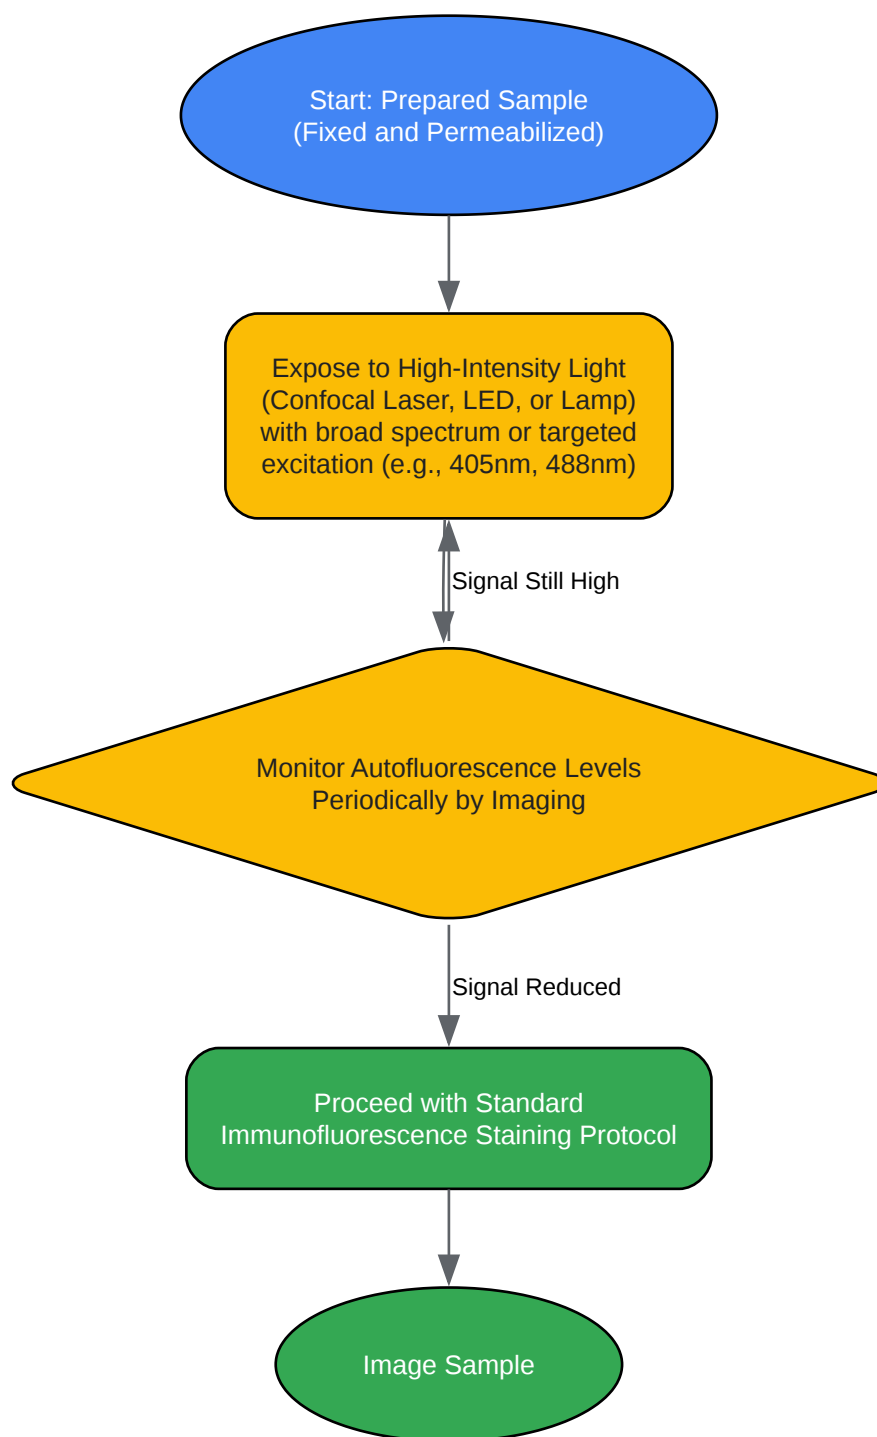 Start: Prepared Sample
(Fixed and Permeabilized)
Expose to High-Intensity Light
(Confocal Laser, LED, or Lamp)
with broad spectrum or targeted
excitation (e.g., 405nm, 488nm)
Signal Still High
Monitor Autofluorescence Levels
Periodically by Imaging
Signal Reduced
Proceed with Standard
Immunofluorescence Staining Protocol
Image Sample